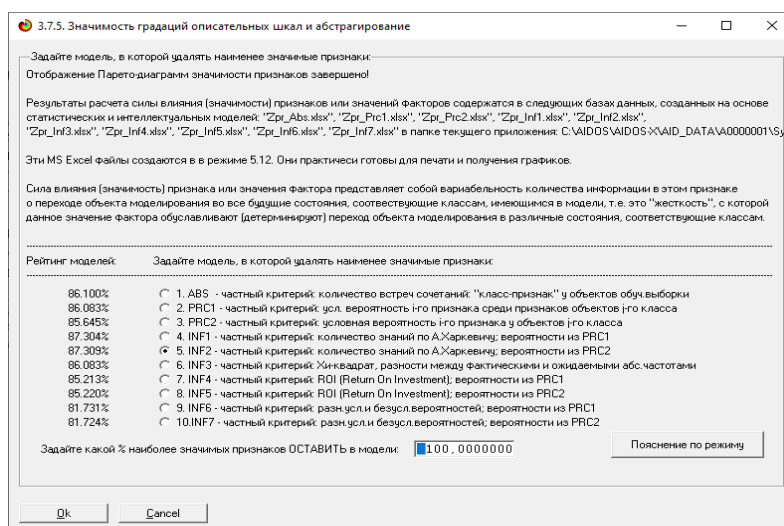 3.7.5. Значимость градаций описательных шкал и абстрагирование
Задайте модель, в которой удалять наименее значимые признаки:
Отображение Парето-диаграмм значимости признаков завершено!
Результаты расчета силы влияния (значимости) признаков или значений факторов содержатся в следующих базах данных, созданных на основе
статистических и интеллектуальных моделей: "Zpr_Abs.xlsx", "Zpr_Prc1.xlsx", "Zpr_Prc2.xlsx", "Zpr_Inf1.xlsx", "Zpr_Inf2.xlsx",
"Zpr_Inf3.xlsx", "Zpr_Inf4.xlsx", "Zpr_Inf5.xlsx", "Zpr_Inf6.xlsx", "Zpr_Inf7.xlsx" в папке текущего приложения: C:\AIDOS\AIDOS-X\AID_DATA\A0000001\Sy
Эти MS Excel файлы создаются в в режиме 5.12. Они практичеси готовы для печати и получения графиков.
Сила влияния (значимость) признака или значения фактора представляет собой вариабельность количества информации в этом признаке
о переходе объекта моделирования во все будущие состояния, соотвествующие классам, имеющимся в модели, т.е. это "жесткость", с которой
данное значение фактора обуславливают (детерминируют) переход объекта моделирования в различные состояния, соответствующие классам.
Рейтинг моделей: Задайте модель, в которой удалять наименее значимые признаки:
86.100% 1. ABS - частный критерий: количество встреч сочетаний: "класс-признак" у объектов обуч.выборки
86.083% 2. PRC1 - частный критерий: усл. вероятность i-го признака среди признаков объектов j-го класса
85.645% 3. PRC2 - частный критерий: условная вероятность i-го признака у объектов j-го класса
87.304% 4. INF1 - частный критерий: количество знаний по А.Харкевичу; вероятности из PRC1
87.309% 5. INF2 - частный критерий: количество знаний по А.Харкевичу; вероятности из PRC2
86.083% 6. INF3 - частный критерий: Хи-квадрат, разности между фактическими и ожидаемыми абс.частотами
85.213% 7. INF4 - частный критерий: ROI (Return On Investment); вероятности из PRC1
85.220% 8. INF5 - частный критерий: ROI (Return On Investment); вероятности из PRC2
81.731% 9. INF6 - частный критерий: разн.усл.и безусл.вероятностей; вероятности из PRC1
81.724% 10.INF7 - частный критерий: разн.усл.и безусл.вероятностей; вероятности из PRC2
Задайте какой % наиболее значимых признаков ОСТАВИТЬ в модели: 100,0000000
Пояснение по режиму
Ok Cancel